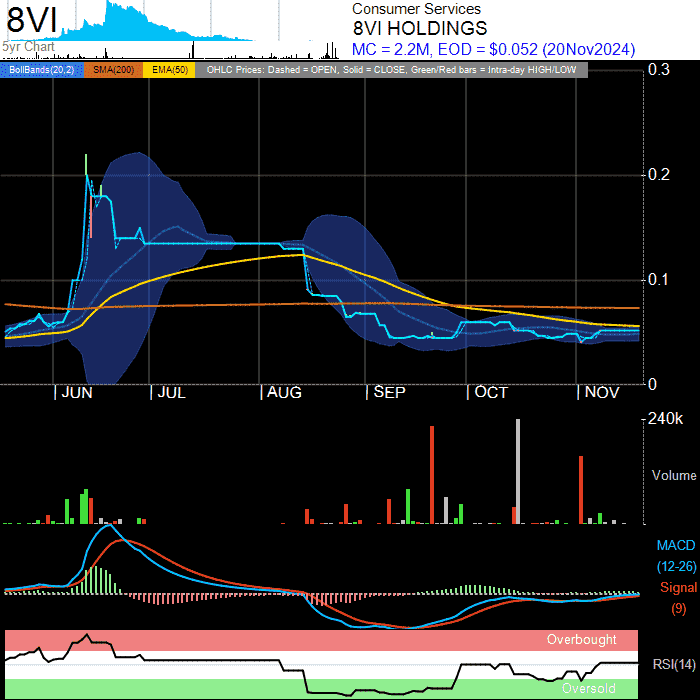 8VI
Consumer Services
8VI HOLDINGS
5yr Chart
MC = 2.2M, EOD = $0.052 (20Nov2024)
BollBands(20,2) SMA(200) EMA(50) OHLC Prices: Dashed = OPEN, Solid = CLOSE, Green/Red bars = Intra-day HIGH/LOW
0.3
0.2
0.1
0
JUN JUL AUG SEP OCT NOV
240k
Volume
MACD
(12-26)
Signal
(9)
Overbought
RSI(14)
Oversold